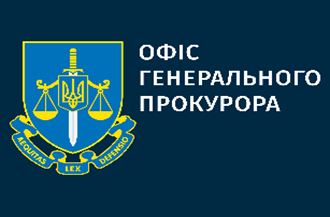 ОФІС
ГЕНЕРАЛЬНОГО
ПРОКУРОРА
AEQUITAS LEX DEFENSIO